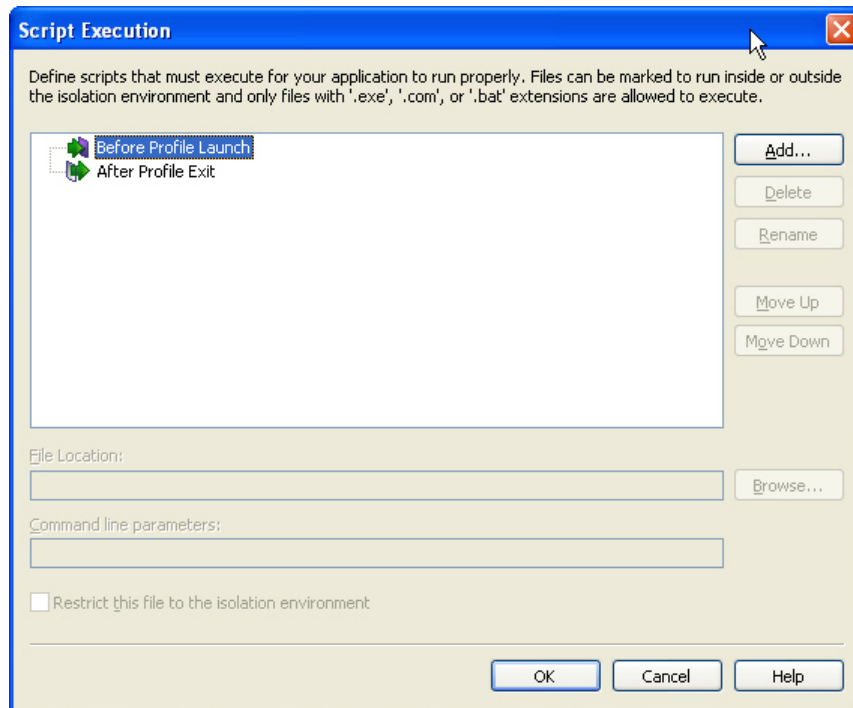 Script Execution
Define scripts that must execute for your application to run properly. Files can be marked to run inside or outside
the isolation environment and only files with '.exe', '.com', or '.bat' extensions are allowed to execute.
Before Profile Launch
After Profile Exit
Add...
Delete
Rename
Move Up
Move Down
File Location:
Browse...
Command line parameters:
Restrict this file to the isolation environment
OK Cancel Help